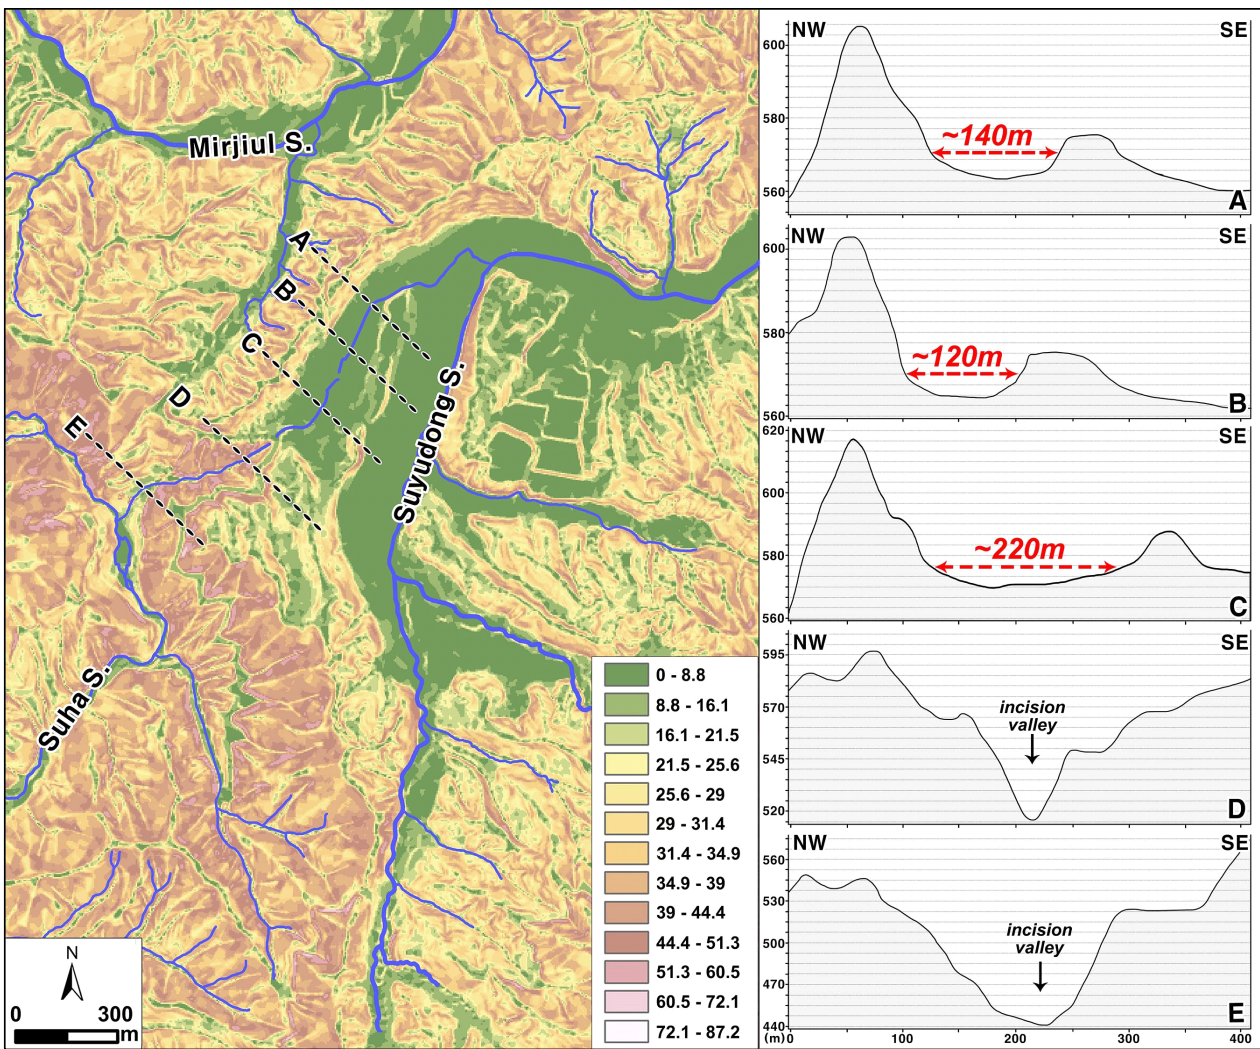 Mirjiul S.
A
B
C
D
E
Suyudong S.
Suha S.
N
0 300
m
0 - 8.8
8.8 - 16.1
16.1 - 21.5
21.5 - 25.6
25.6 - 29
29 - 31.4
31.4 - 34.9
34.9 - 39
39 - 44.4
44.4 - 51.3
51.3 - 60.5
60.5 - 72.1
72.1 - 87.2
NW SE
600
580
560
~140m
A
NW SE
600
580
560
~120m
B
NW SE
620
600
580
560
~220m
C
NW SE
595
570
545
520
incision
valley
D
NW SE
560
530
500
470
440
incision
valley
E
(m) 0 100 200 300 400